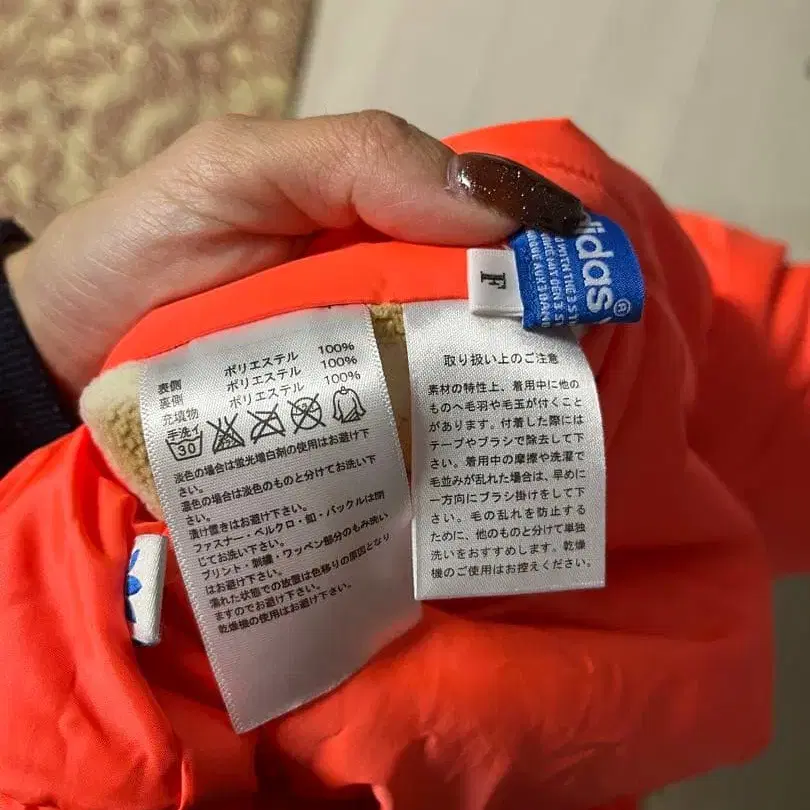 didas
®
F
表側 ポリエステル 100%
裏側 ポリエステル 100%
充填物 ポリエステル 100%
手洗イ
30
淡色の場合は蛍光増白剤の使用はお避け下
さい。
濃色の場合は淡色のものと分けてお洗い下
さい。
漬け置きはお避け下さい。
ファスナー・ベルクロ・釦・バックルは閉
じてお洗い下さい。
プリント・刺繍・ワッペン部分のもみ洗い
はお避け下さい。
濡れた状態での放置は色移りの原因となり
ますのでお避け下さい。
乾燥機の使用はお避け下さい。
取り扱い上のご注意
素材の特性上、着用中に他の
ものへ毛羽や毛玉が付くこと
があります。付着した際には
テープやブラシで除去して下
さい。着用中の摩擦や洗濯で
毛並みが乱れた場合は、早めに
一方向にブラシ掛けをして下
さい。毛の乱れを防止する
ために、他のものと分けて単独
洗いをおすすめします。乾燥
機のご使用はお控えください。